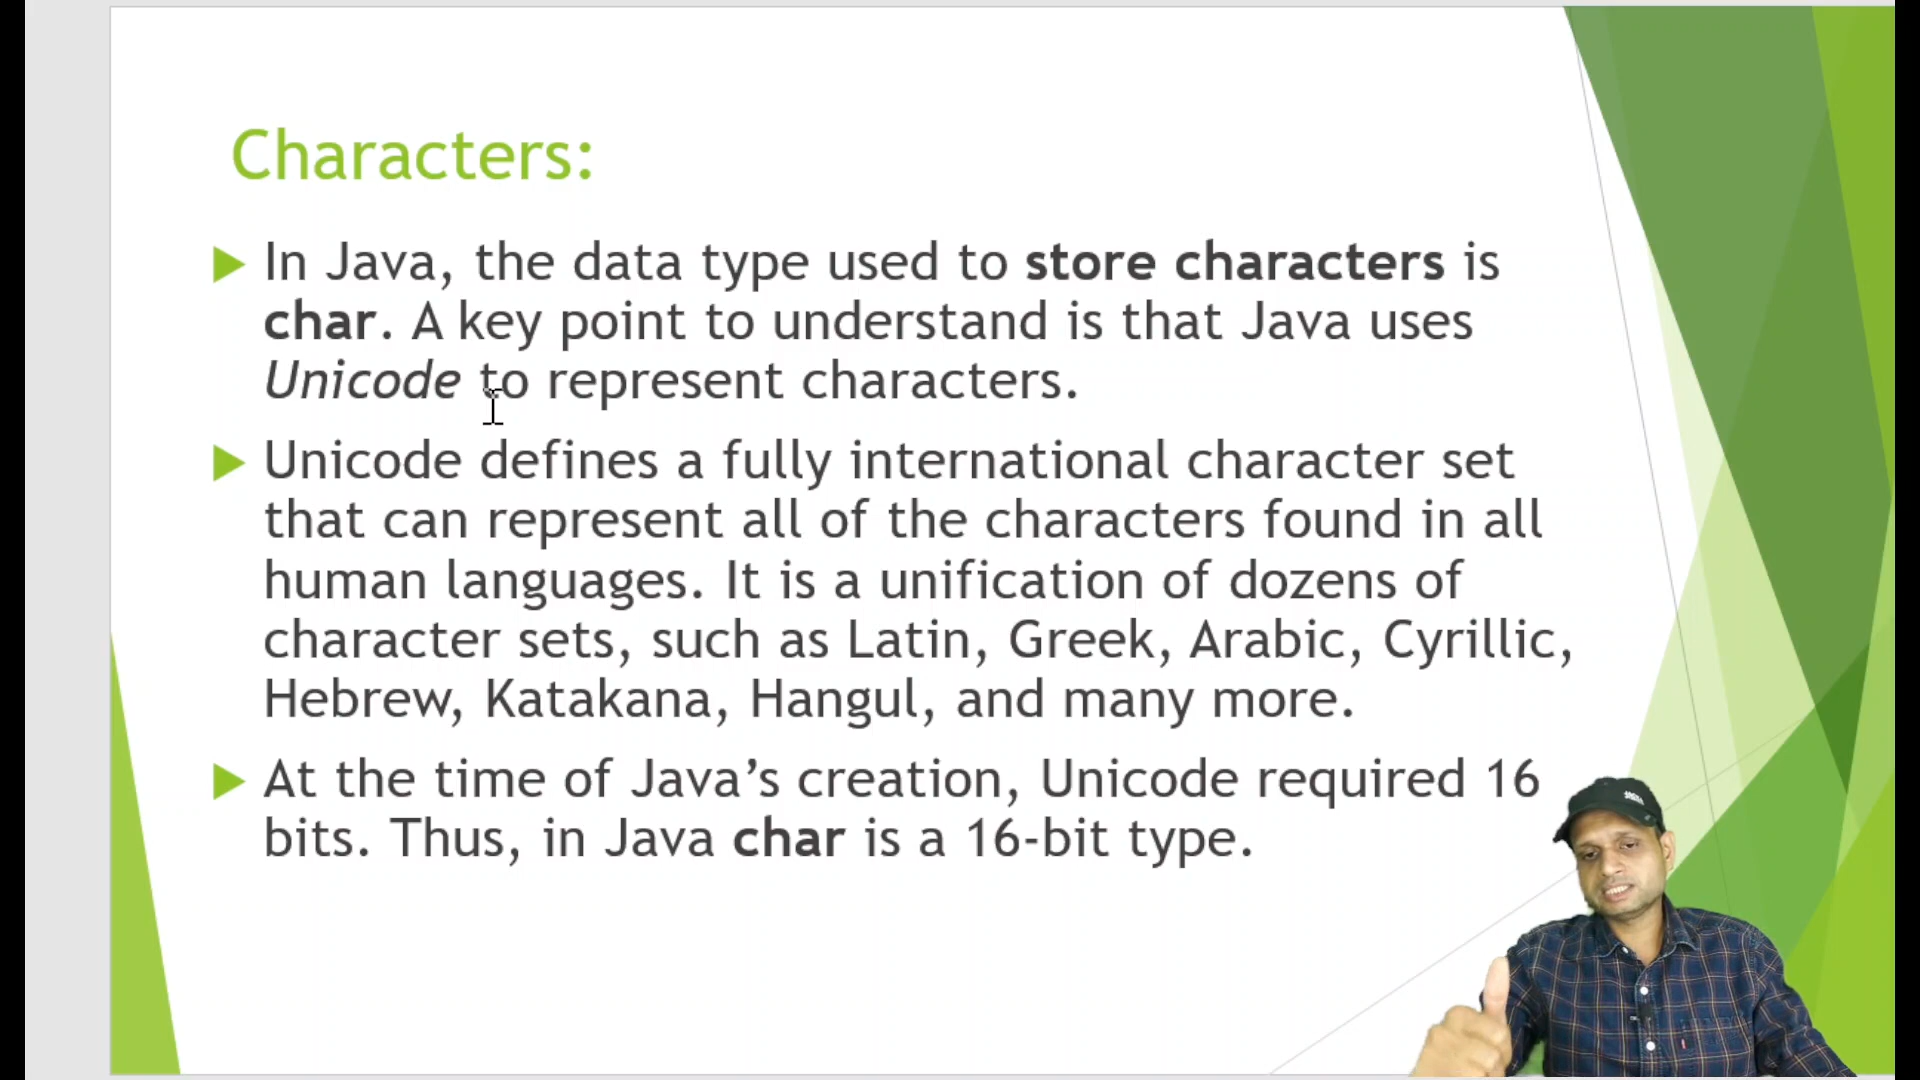 Characters:
In Java, the data type used to store characters is
char. A key point to understand is that Java uses
Unicode to represent characters.
Unicode defines a fully international character set
that can represent all of the characters found in all
human languages. It is a unification of dozens of
character sets, such as Latin, Greek, Arabic, Cyrillic,
Hebrew, Katakana, Hangul, and many more.
At the time of Java’s creation, Unicode required 16
bits. Thus, in Java char is a 16-bit type.